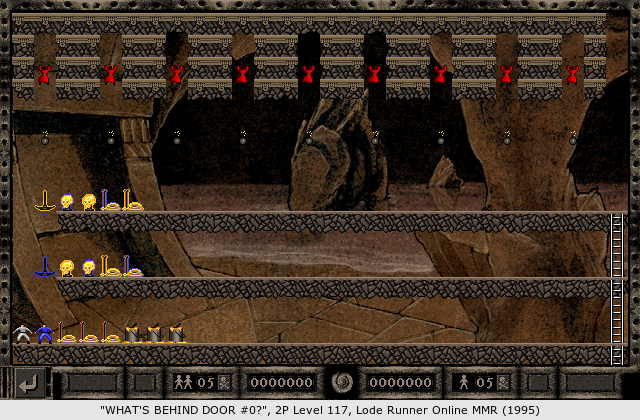 05 0000000 0000000 05
"WHAT'S BEHIND DOOR #0?", 2P Level 117, Lode Runner Online MMR (1995)